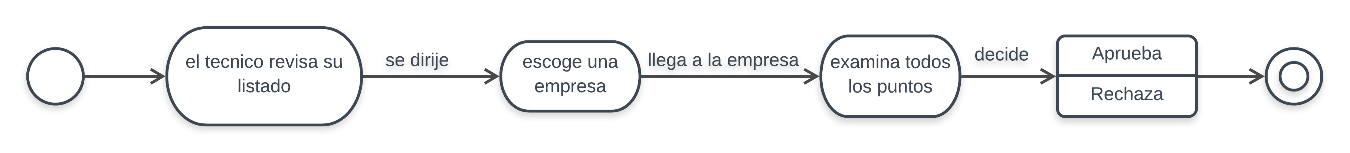 el tecnico revisa su
listado
se dirije
escoge una
empresa
llega a la empresa
examina todos
los puntos
decide
Aprueba
Rechaza